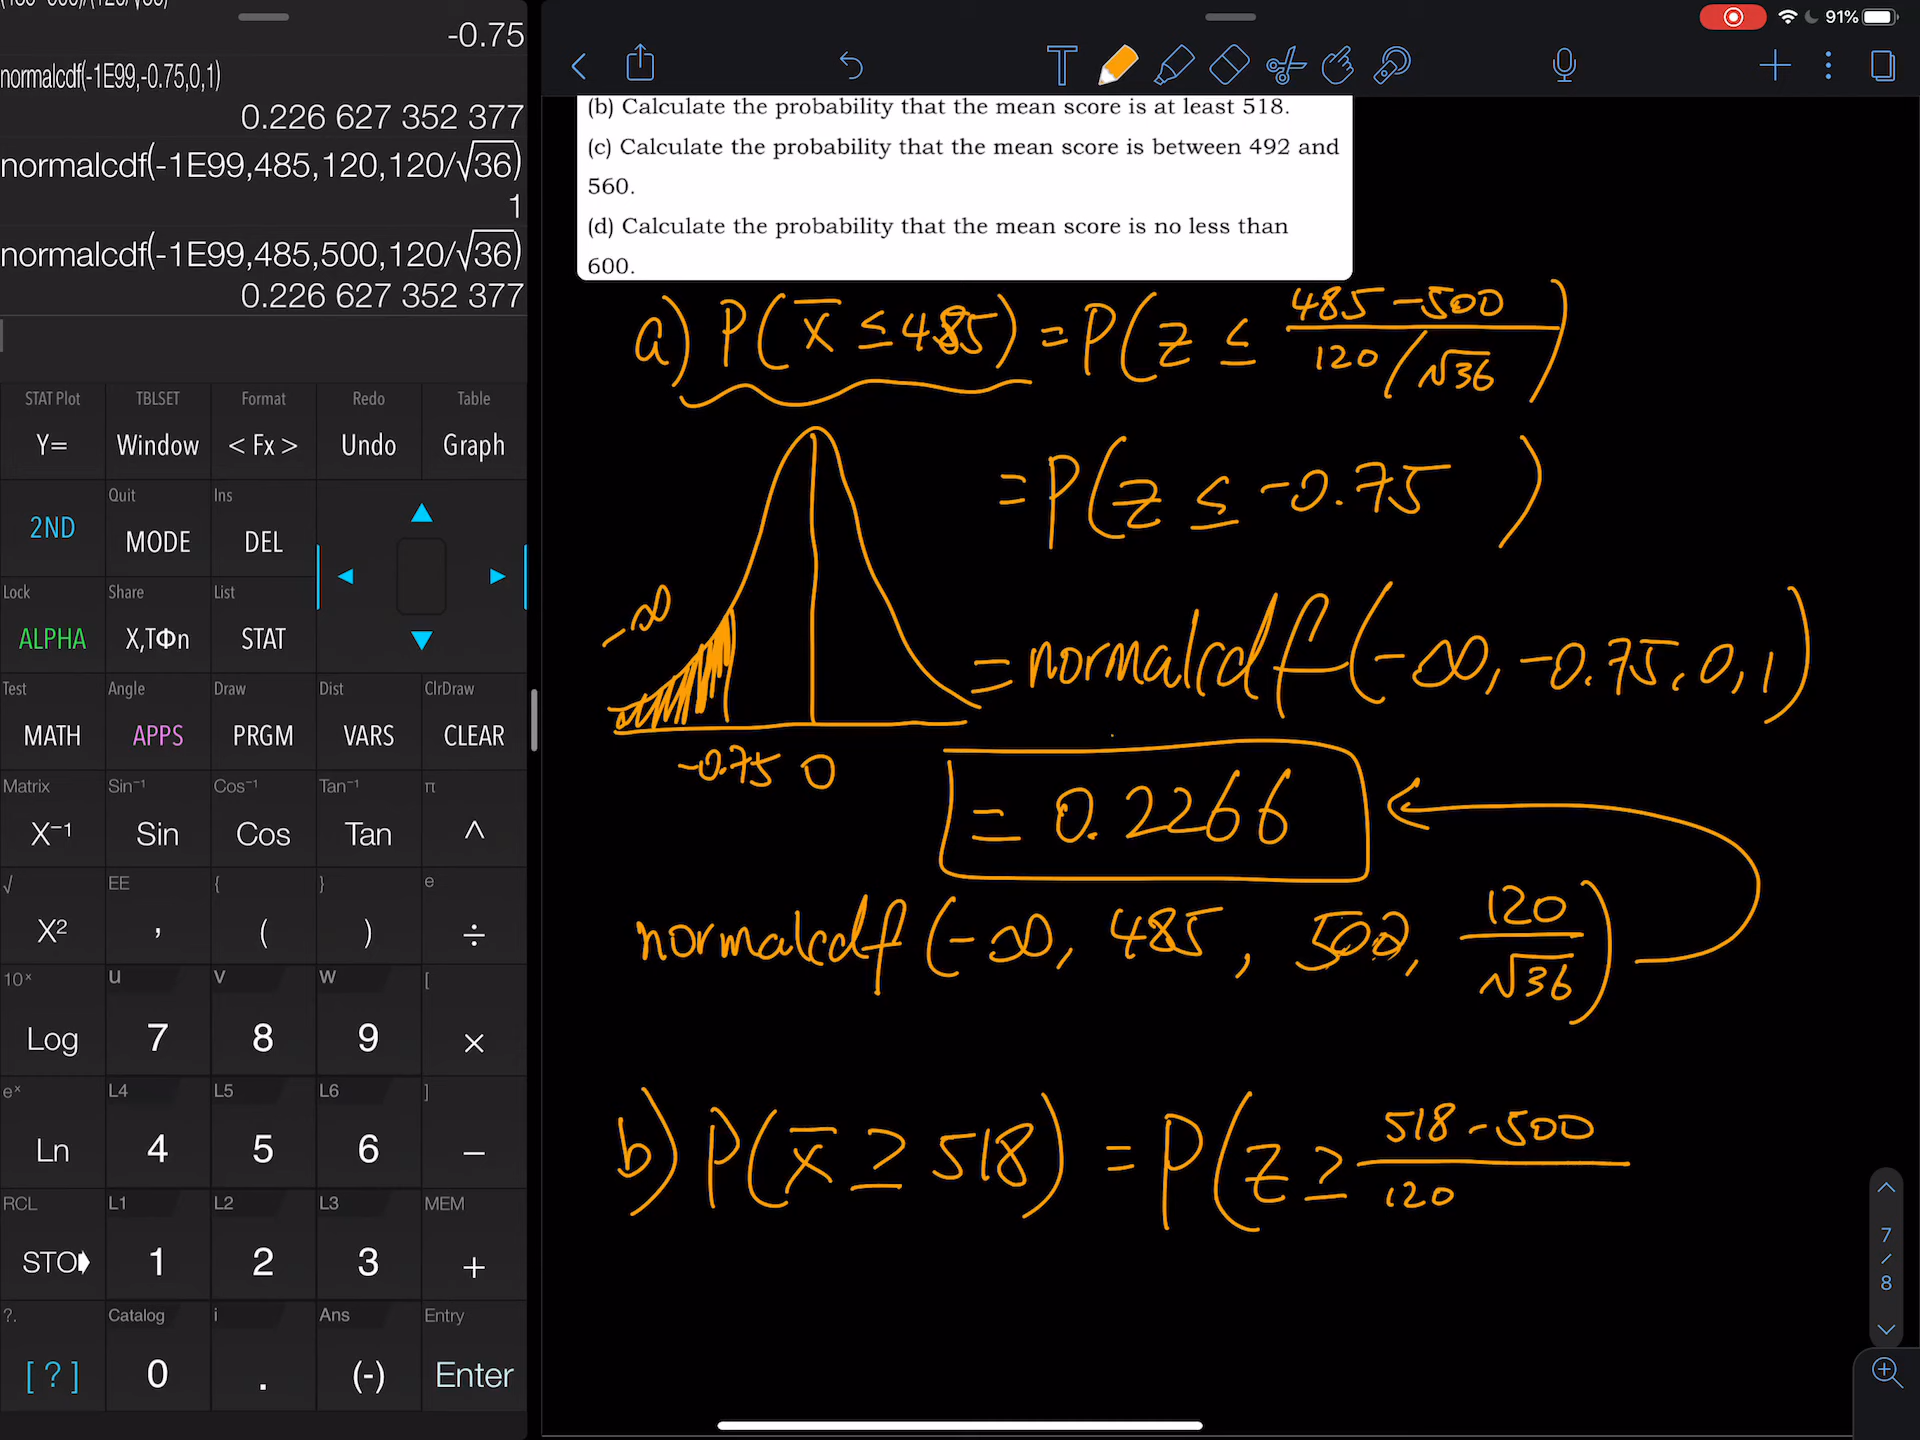 -0.75
normalcdf(-1E99,-0.75,0,1)
0.226 627 352 377
normalcdf(-1E99,485,120,120/√36)
1
normalcdf(-1E99,485,500,120/√36)
0.226 627 352 377
STAT Plot TBLSET Format Redo Table
Y= Window < Fx > Undo Graph
Quit Ins
2ND MODE DEL
Lock Share List
ALPHA X,TΦn STAT
Test Angle Draw Dist ClrDraw
MATH APPS PRGM VARS CLEAR
Matrix Sin⁻¹ Cos⁻¹ Tan⁻¹ π
X⁻¹ Sin Cos Tan ^
√ EE { } e
X² , ( ) ÷
10ˣ u v w [
Log 7 8 9 ×
eˣ L4 L5 L6 ]
Ln 4 5 6 −
RCL L1 L2 L3 MEM
STO 1 2 3 +
?. Catalog i Ans Entry
[ ? ] 0 . (-) Enter
91%
T
(b) Calculate the probability that the mean score is at least 518.
(c) Calculate the probability that the mean score is between 492 and
560.
(d) Calculate the probability that the mean score is no less than
600.
a) P(x̄ ≤ 485) = P(z ≤ (485-500)/(120/√36))
= P(z ≤ -0.75)
-∞
= normalcdf(-∞, -0.75, 0, 1)
-0.75 0
= 0.2266
normalcdf(-∞, 485, 500, 120/√36)
b) P(x̄ ≥ 518) = P(z ≥ 518-500
120
7
/
8